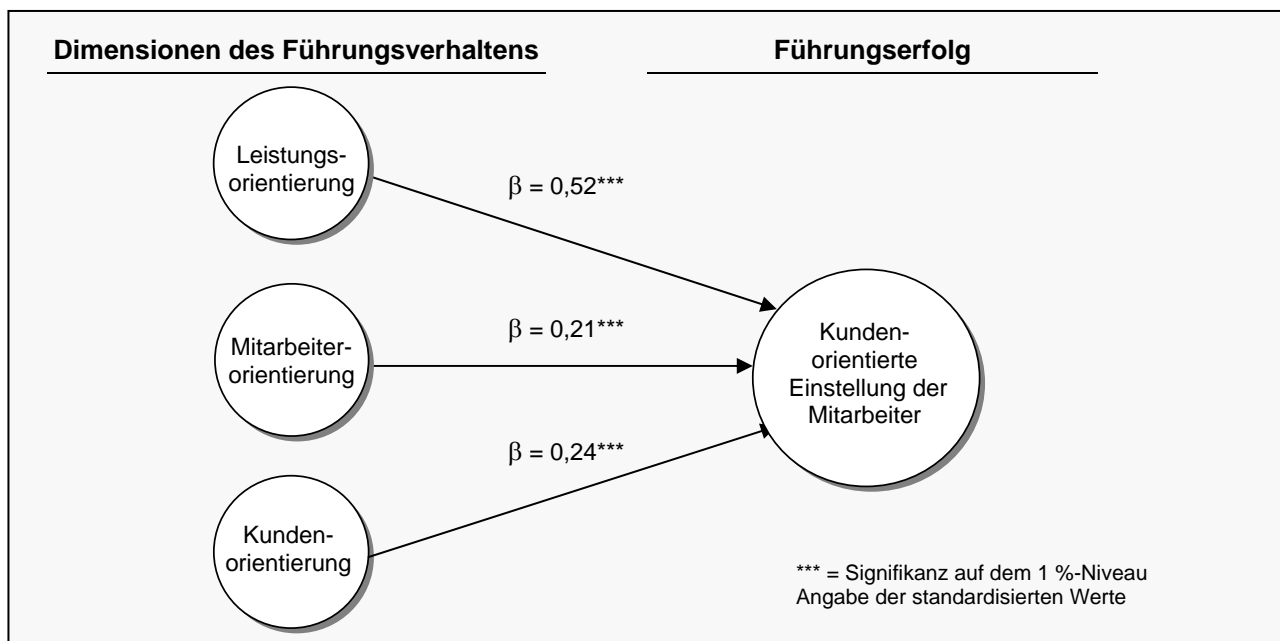 Dimensionen des Führungsverhaltens
Führungserfolg
Leistungs-
orientierung
β = 0,52***
Mitarbeiter-
orientierung
β = 0,21***
Kunden-
orientierte
Einstellung der
Mitarbeiter
β = 0,24***
Kunden-
orientierung
*** = Signifikanz auf dem 1 %-Niveau
Angabe der standardisierten Werte